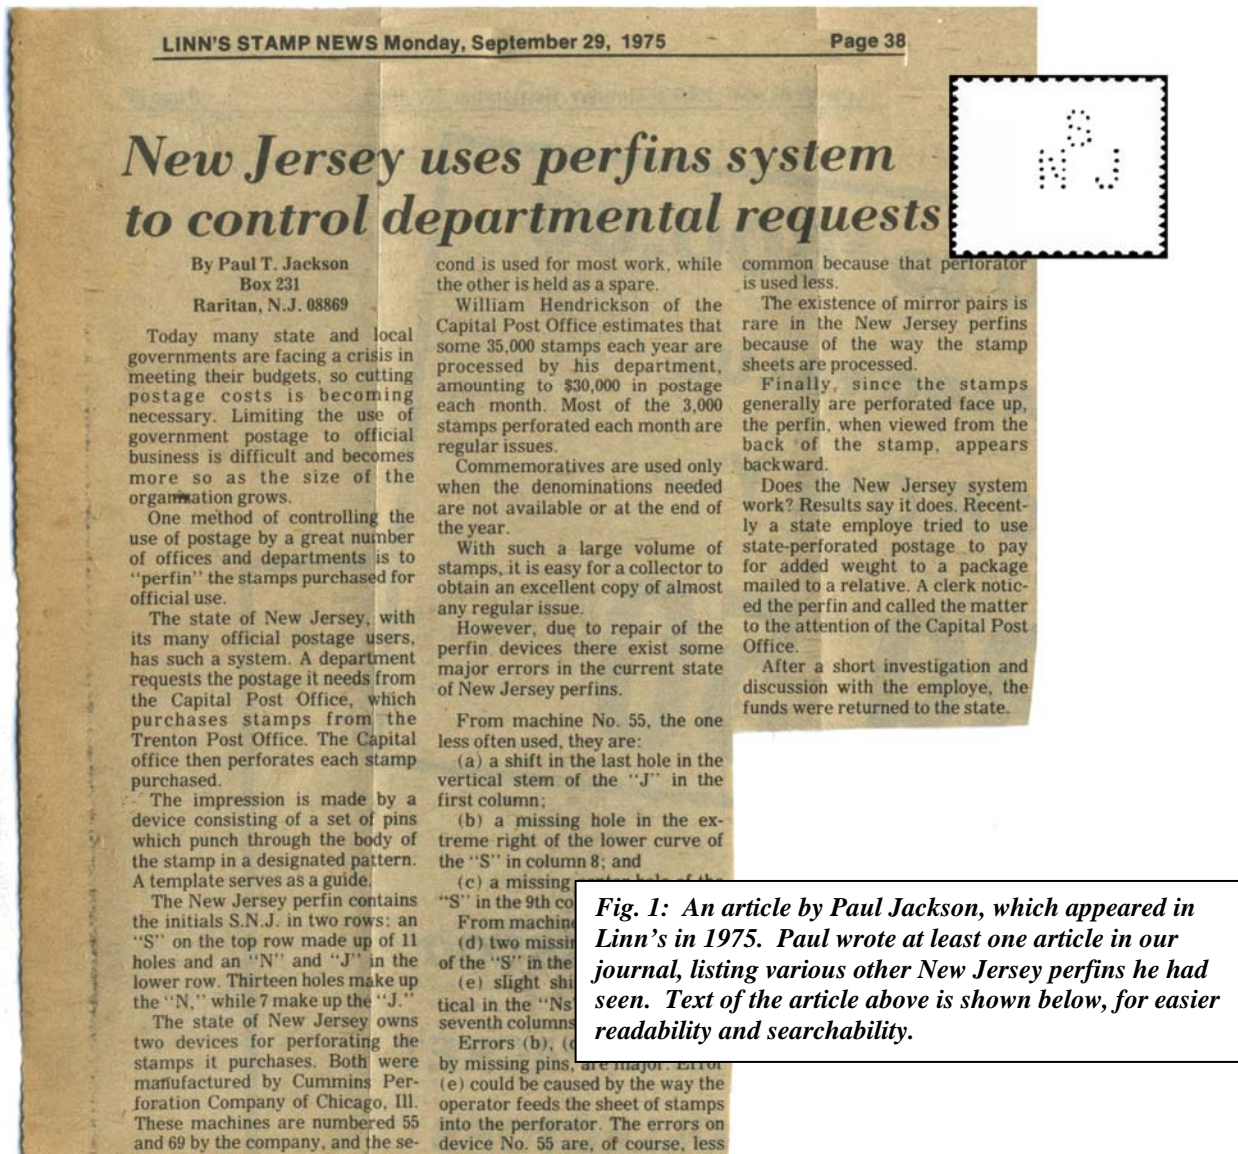 LINN'S STAMP NEWS Monday, September 29, 1975
Page 38
New Jersey uses perfins system
to control departmental requests
S
N J
By Paul T. Jackson
Box 231
Raritan, N.J. 08869
Today many state and local
governments are facing a crisis in
meeting their budgets, so cutting
postage costs is becoming
necessary. Limiting the use of
government postage to official
business is difficult and becomes
more so as the size of the
organization grows.
One method of controlling the
use of postage by a great number
of offices and departments is to
"perfin" the stamps purchased for
official use.
The state of New Jersey, with
its many official postage users,
has such a system. A department
requests the postage it needs from
the Capital Post Office, which
purchases stamps from the
Trenton Post Office. The Capital
office then perforates each stamp
purchased.
The impression is made by a
device consisting of a set of pins
which punch through the body of
the stamp in a designated pattern.
A template serves as a guide.
The New Jersey perfin contains
the initials S.N.J. in two rows: an
"S" on the top row made up of 11
holes and an "N" and "J" in the
lower row. Thirteen holes make up
the "N," while 7 make up the "J."
The state of New Jersey owns
two devices for perforating the
stamps it purchases. Both were
manufactured by Cummins Per-
foration Company of Chicago, Ill.
These machines are numbered 55
and 69 by the company, and the se-
cond is used for most work, while
the other is held as a spare.
William Hendrickson of the
Capital Post Office estimates that
some 35,000 stamps each year are
processed by his department,
amounting to $30,000 in postage
each month. Most of the 3,000
stamps perforated each month are
regular issues.
Commemoratives are used only
when the denominations needed
are not available or at the end of
the year.
With such a large volume of
stamps, it is easy for a collector to
obtain an excellent copy of almost
any regular issue.
However, due to repair of the
perfin devices there exist some
major errors in the current state
of New Jersey perfins.
From machine No. 55, the one
less often used, they are:
(a) a shift in the last hole in the
vertical stem of the "J" in the
first column;
(b) a missing hole in the ex-
treme right of the lower curve of
the "S" in column 8; and
(c) a missing center hole of the
"S" in the 9th
From machine
(d) two
of the "S" in the
(e) slight
tical in the "Ns"
seventh columns
Errors (b),
by missing pins, are major. Error
(e) could be caused by the way the
operator feeds the sheet of stamps
into the perforator. The errors on
device No. 55 are, of course, less
common because that perforator
is used less.
The existence of mirror pairs is
rare in the New Jersey perfins
because of the way the stamp
sheets are processed.
Finally, since the stamps
generally are perforated face up,
the perfin, when viewed from the
back of the stamp, appears
backward.
Does the New Jersey system
work? Results say it does. Recent-
ly a state employe tried to use
state-perforated postage to pay
for added weight to a package
mailed to a relative. A clerk notic-
ed the perfin and called the matter
to the attention of the Capital Post
Office.
After a short investigation and
discussion with the employe, the
funds were returned to the state.
Fig. 1: An article by Paul Jackson, which appeared in
Linn's in 1975. Paul wrote at least one article in our
journal, listing various other New Jersey perfins he had
seen. Text of the article above is shown below, for easier
readability and searchability.